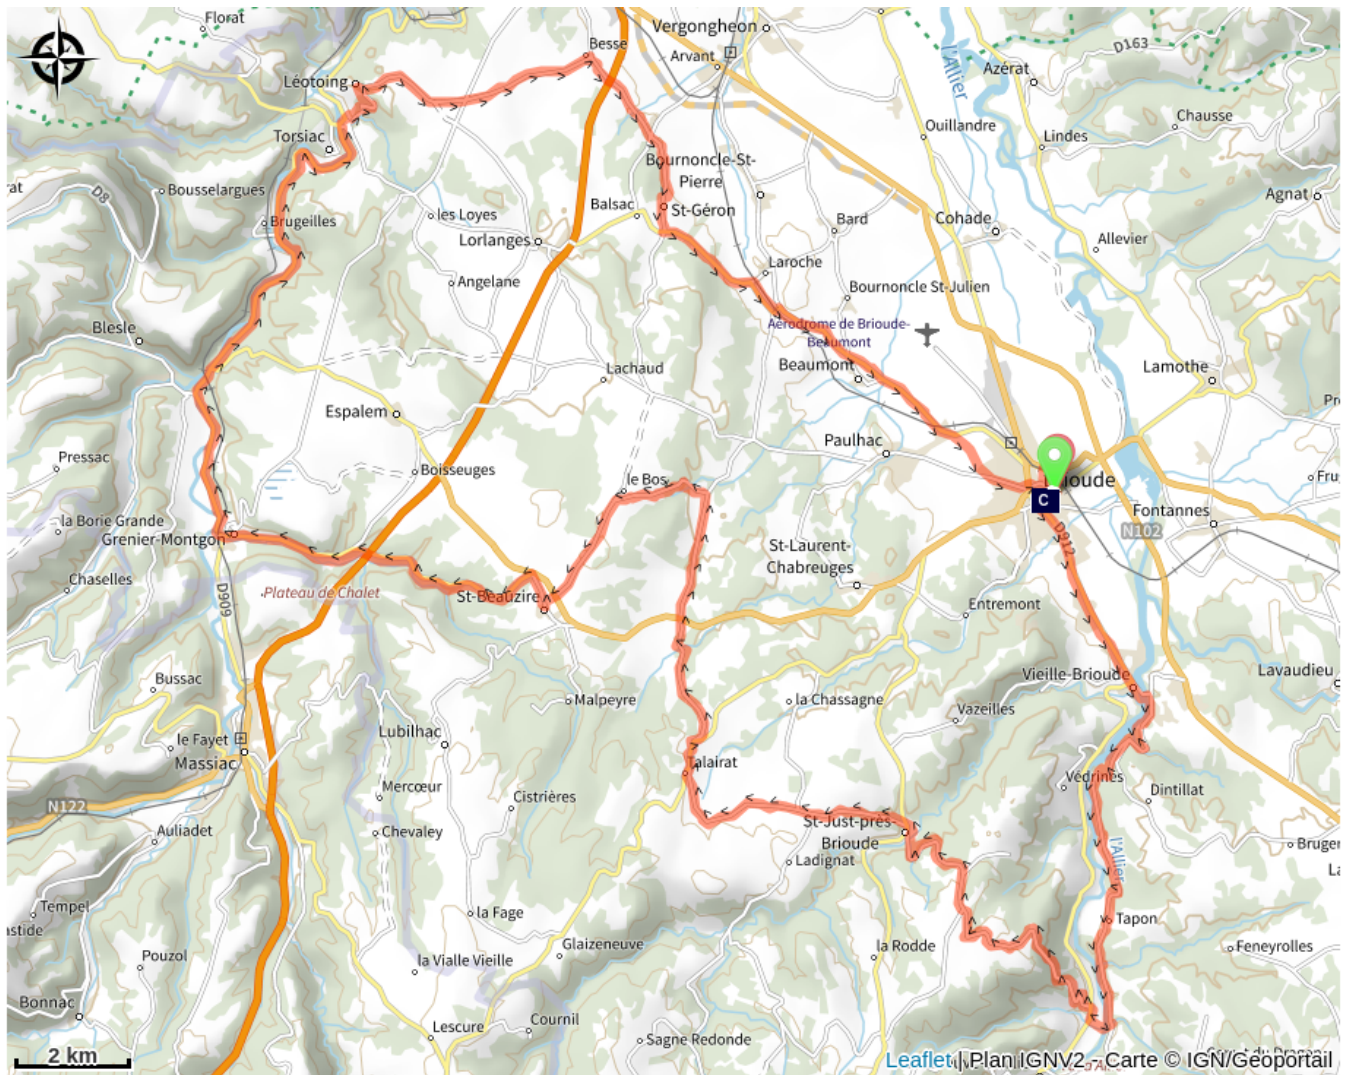 Florat
Vergongheon
Besse
Arvant
D163
l'Allier
Azérat
Léotoing
Chausse
Ouillandre
Lindes
Torsiac
Bournoncle-St-
Pierre
rat
D8
Bousselargues
Agnat
Balsac
St-Géron
les Loyes
Bard
Cohade
Brugeilles
Lorlanges
Allevier
Laroche
Angelane
Bournoncle St-Julien
Blesle
Aérodrome de Brioude-
Beaumont
Beaumont
Lachaud
Lamothe
Espalem
Paulhac
Pressac
Boisseuges
le Bos
C
Fontannes
la Borie Grande
Grenier-Montgon
D912
N102
St-Laurent-
Chabreuges
Chaselles
Plateau de Chalet
D909
St-Beauzire
Entremont
Vieille-Brioude
Lavaudieu
Bussac
Malpeyre
la Chassagne
Vazeilles
Lubilhac
le Fayet
Massiac
Talairat
Védrines
Mercœur
Dintillat
N122
Cistrières
Auliadet
Chevaley
St-Just-près
Brioude
l'Allier
Ladignat
Tempel
la Fage
Tapon
Glaizeneuve
la Rodde
Feneyrolles
Pouzol
la Vialle Vieille
Bonnac
Cournil
Lescure
Sagne Redonde
2 km
Leaflet | Plan IGNV2 - Carte © IGN/Geoportail